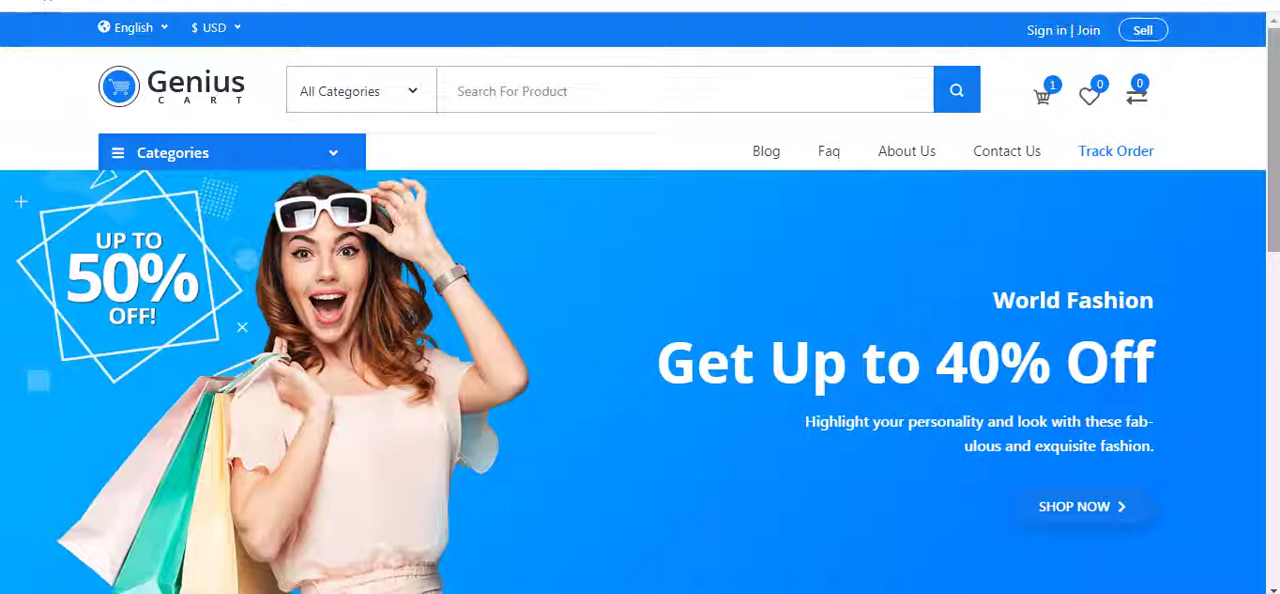 English $ USD Sign in | Join Sell
Genius
CART
All Categories Search For Product 1 0 0
Categories Blog Faq About Us Contact Us Track Order
UP TO
50%
OFF!
World Fashion
Get Up to 40% Off
Highlight your personality and look with these fab-
ulous and exquisite fashion.
SHOP NOW